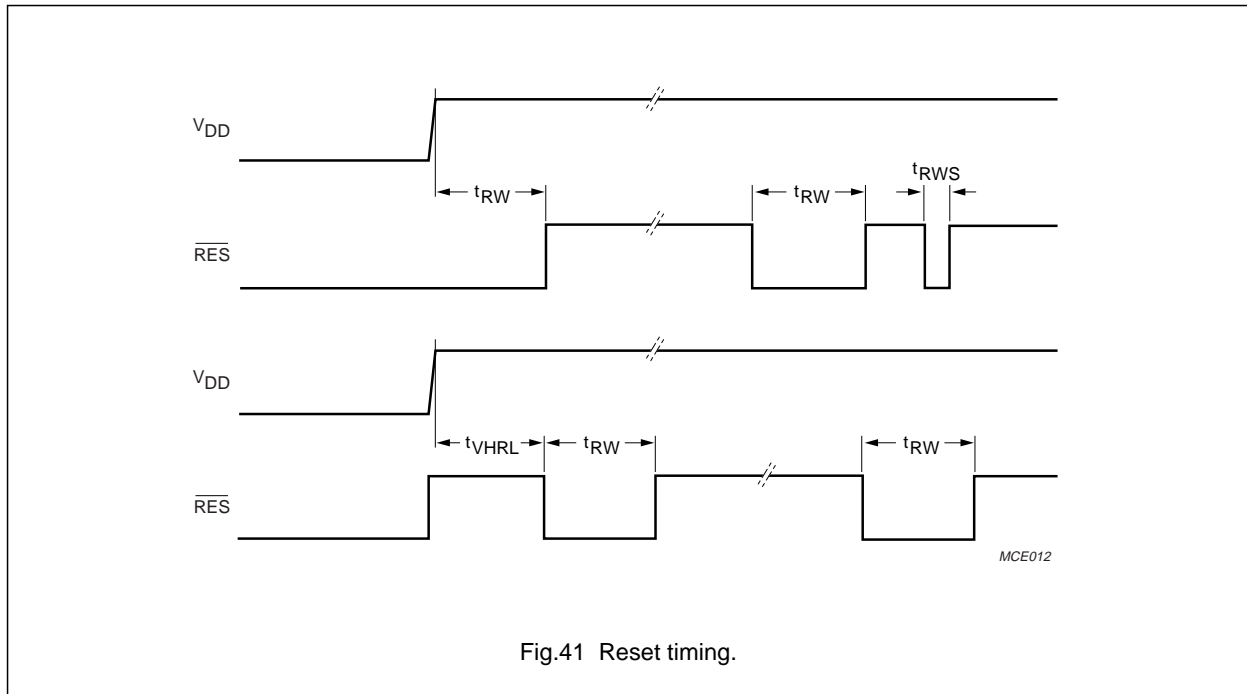 VDD
tRWS
tRW tRW
RES
VDD
tVHRL tRW tRW
RES
MCE012
Fig.41 Reset timing.